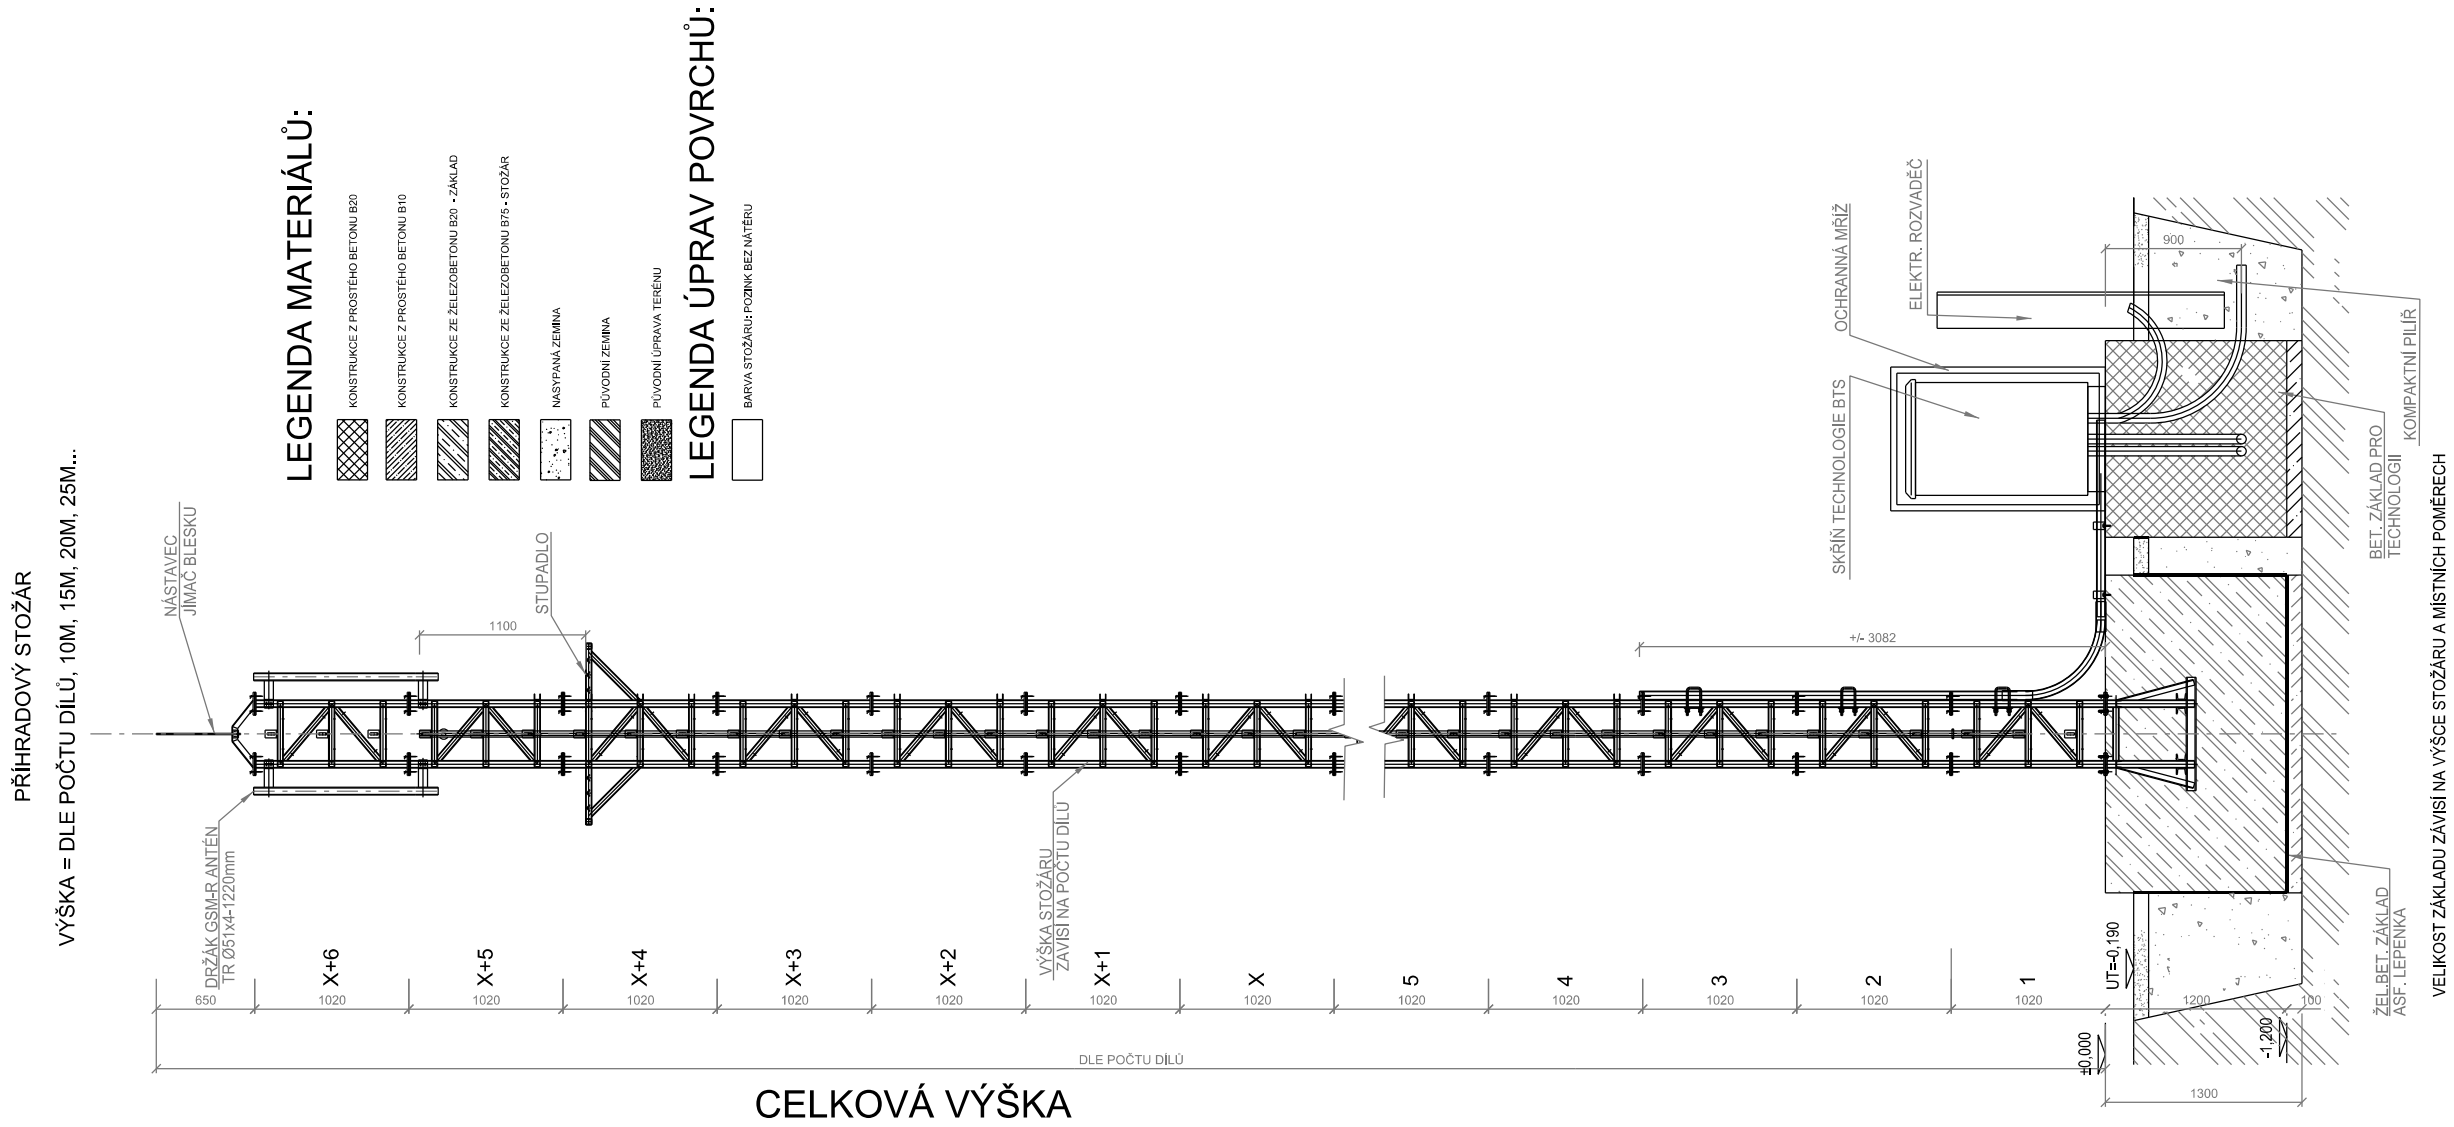 PŘÍHRADOVÝ STOŽÁR
VÝŠKA = DLE POČTU DÍLŮ, 10M, 15M, 20M, 25M...
NÁSTAVEC
JÍMAČ BLESKU
DRŽÁK GSM-R ANTÉN
TR Ø51x4-1220mm
LEGENDA MATERIÁLŮ:
KONSTRUKCE Z PROSTÉHO BETONU B20
KONSTRUKCE Z PROSTÉHO BETONU B10
KONSTRUKCE ZE ŽELEZOBETONU B20 - ZÁKLAD
KONSTRUKCE ZE ŽELEZOBETONU B75 - STOŽÁR
NASYPANÁ ZEMINA
PŮVODNÍ ZEMINA
PŮVODNÍ ÚPRAVA TERÉNU
LEGENDA ÚPRAV POVRCHŮ:
BARVA STOŽÁRU: POZINK BEZ NÁTĚRU
STUPADLO
1100
VÝŠKA STOŽÁRU
ZÁVISÍ NA POČTU DÍLŮ
+/- 3082
SKŘÍŇ TECHNOLOGIE BTS
OCHRANNÁ MŘÍŽ
ELEKTR. ROZVADĚČ
900
KOMPAKTNÍ PILÍŘ
BET. ZÁKLAD PRO
TECHNOLOGII
ŽEL.BET. ZÁKLAD
ASF. LEPENKA
VELIKOST ZÁKLADU ZÁVISÍ NA VÝŠCE STOŽÁRU A MÍSTNÍCH POMĚRECH
X+6
X+5
X+4
X+3
X+2
X+1
X
5
4
3
2
1
650
1020
1020
1020
1020
1020
1020
1020
1020
1020
1020
1020
1020
1200
100
UT=-0,190
±0,000
-1,200
DLE POČTU DÍLŮ
1300
CELKOVÁ VÝŠKA